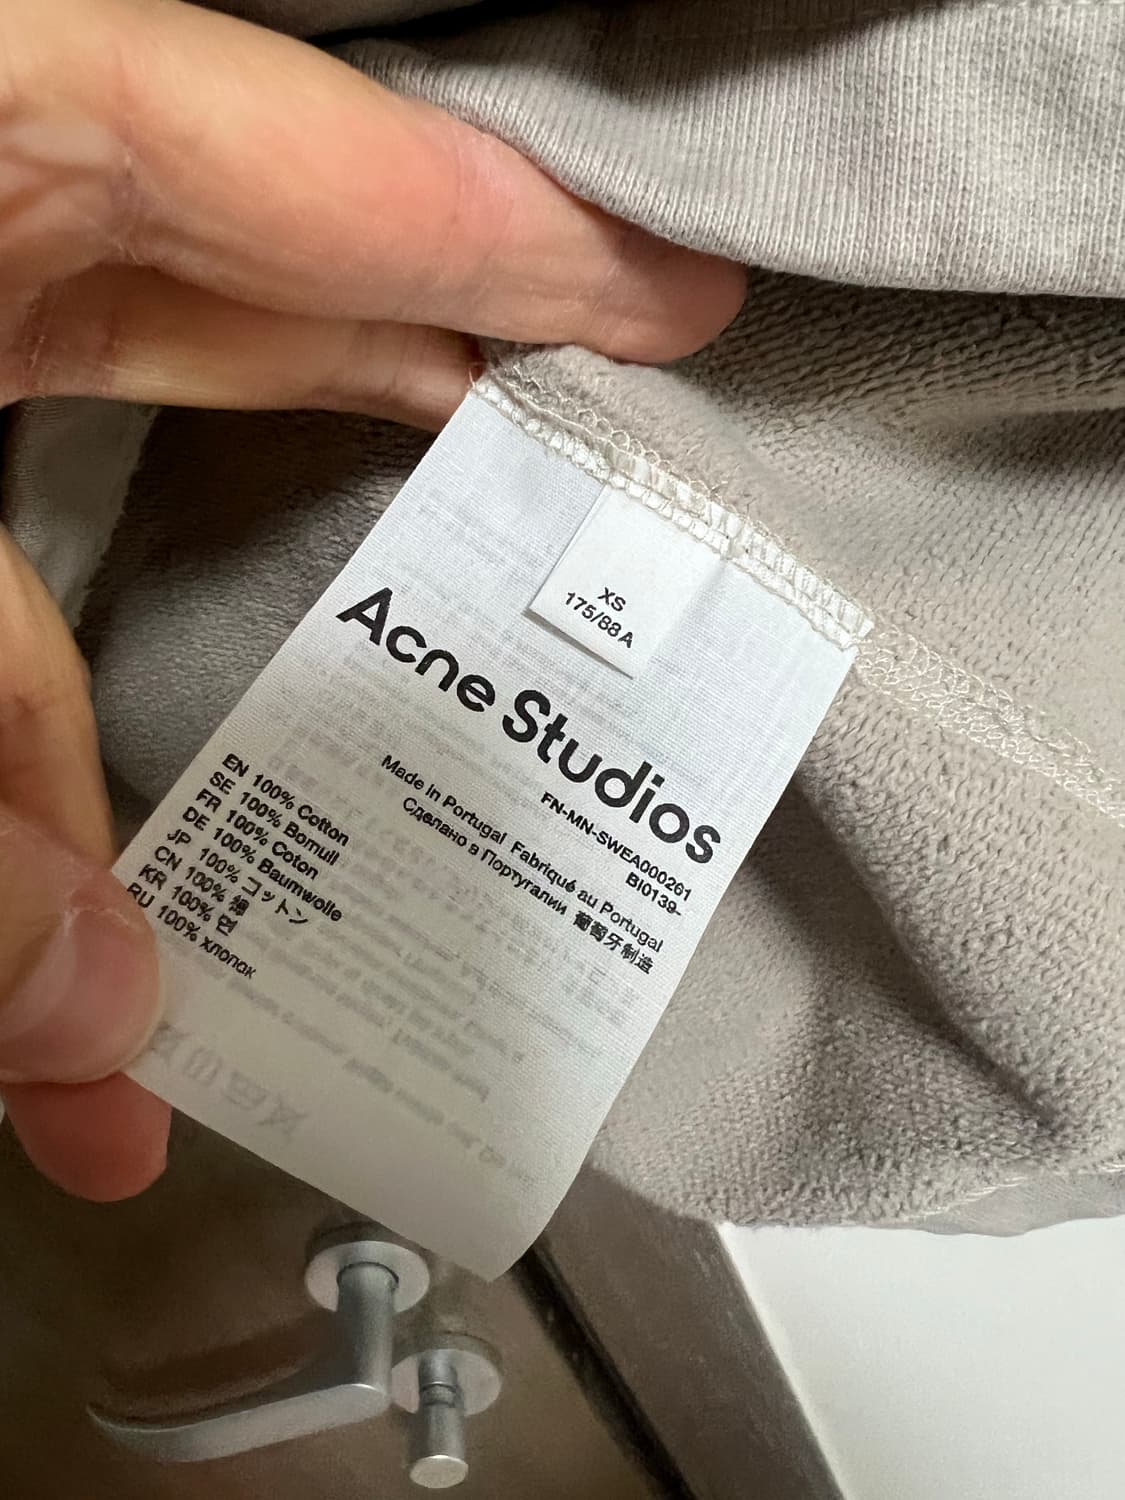 XS
175/88A
Acne Studios
FN-MN-SWEA000261
BI0139-
Made in Portugal Fabriqué au Portugal
Сделано в Португалии 葡萄牙制造
EN 100% Cotton
SE 100% Bomull
FR 100% Coton
DE 100% Baumwolle
JP 100% コットン
CN 100% 棉
KR 100% 면
RU 100% хлопок